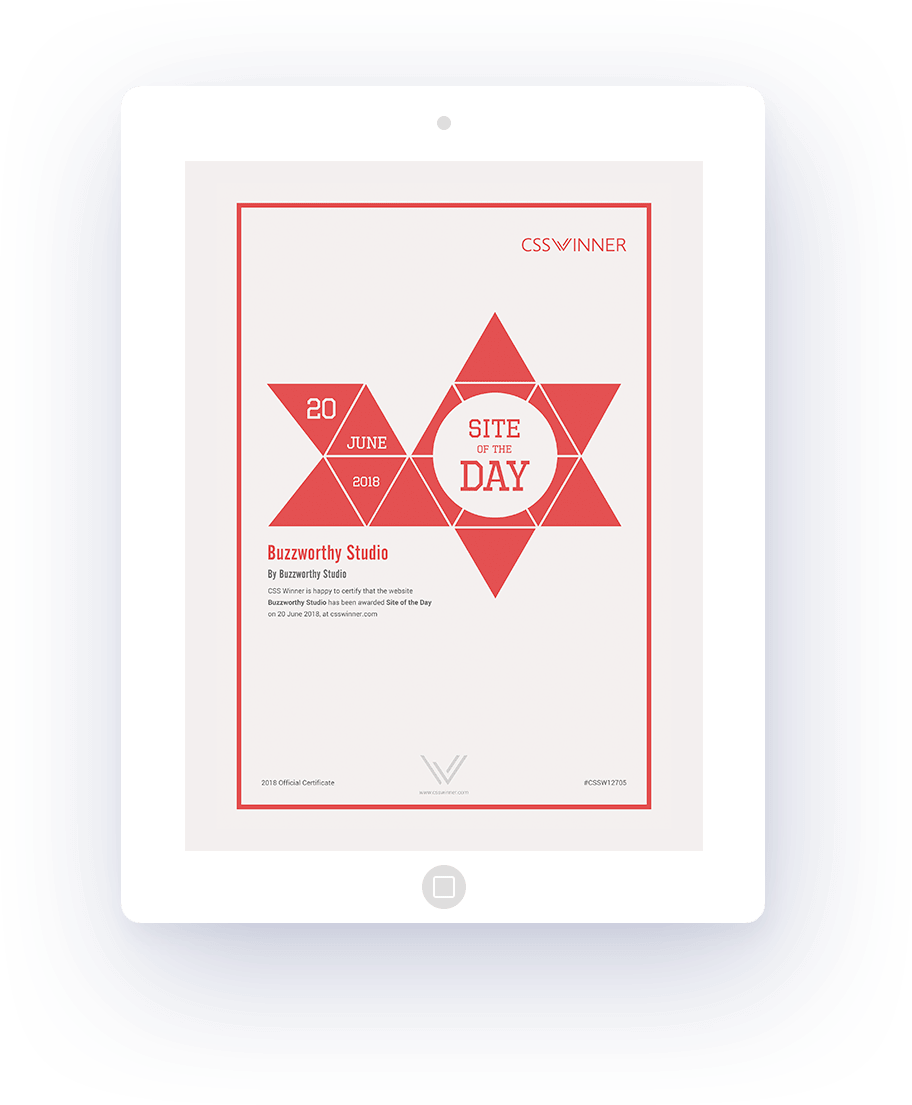 CSSWINNER
20
JUNE
2018
SITE
OF THE
DAY
Buzzworthy Studio
By Buzzworthy Studio
CSS Winner is happy to certify that the website
Buzzworthy Studio has been awarded Site of the Day
on 20 June 2018, at csswinner.com
2018 Official Certificate
www.csswinner.com
#CSSW12705